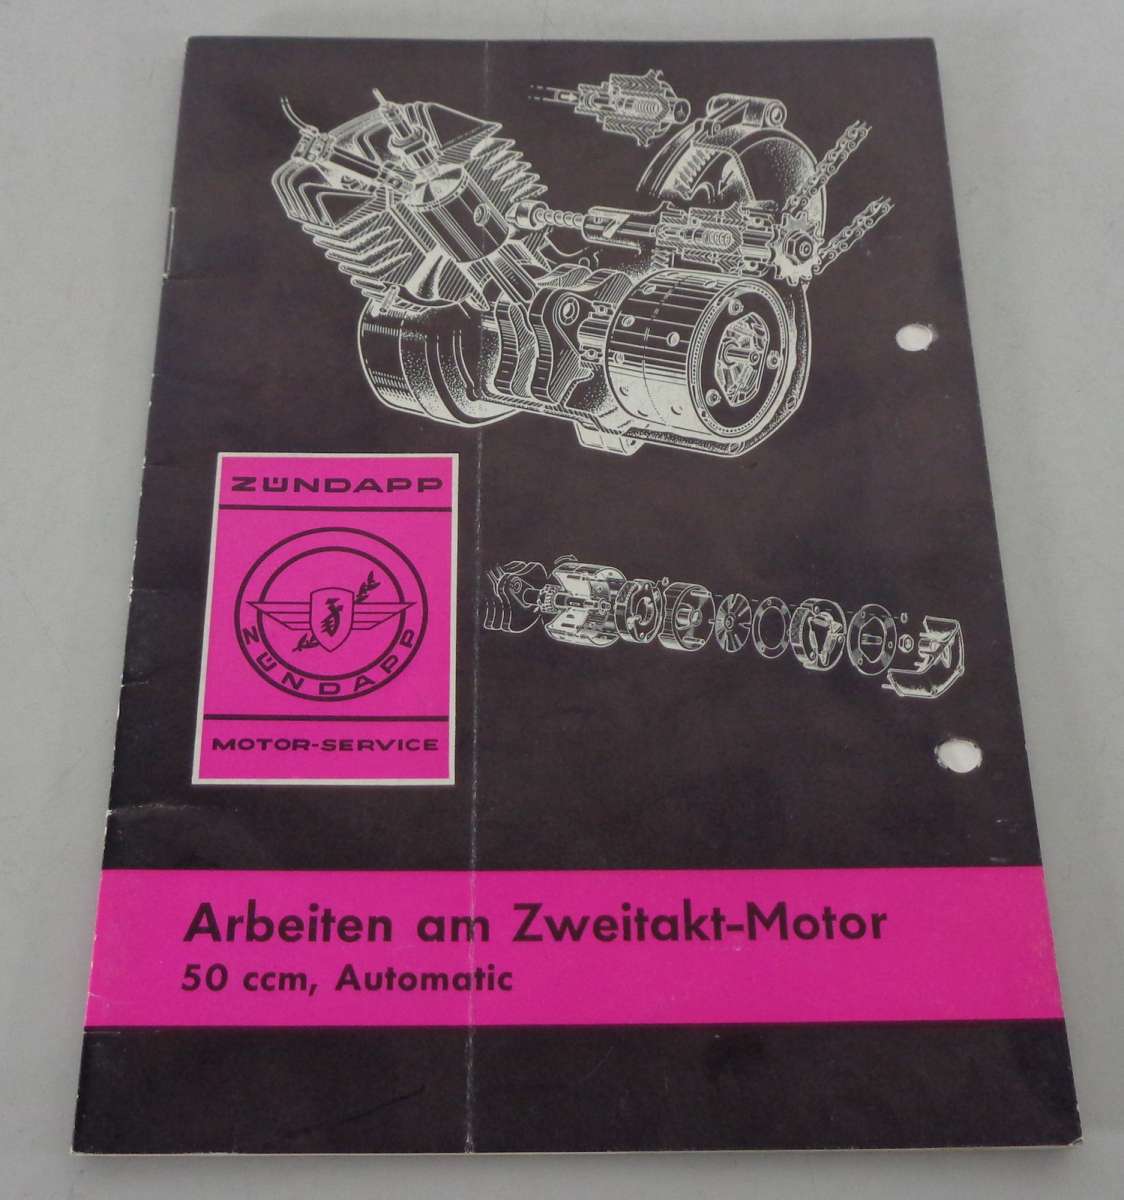 ZÜNDAPP
ZÜNDAPP
MOTOR-SERVICE
Arbeiten am Zweitakt-Motor
50 ccm, Automatic